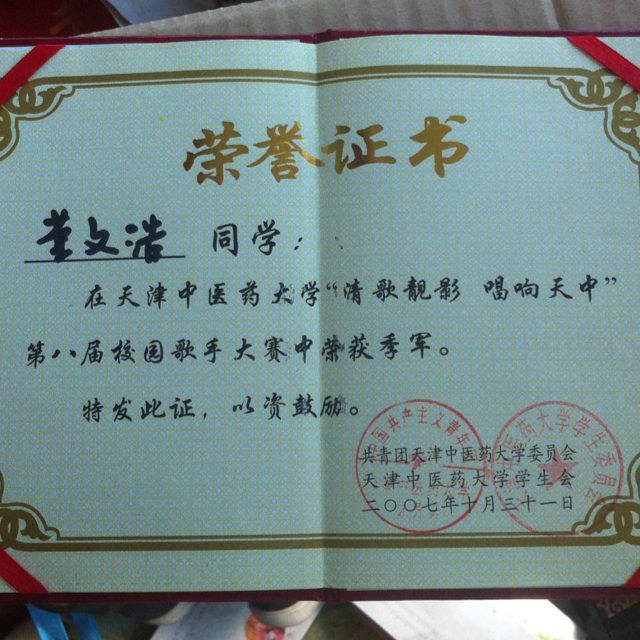 荣誉证书
董文浩 同学：
在天津中医药大学“清歌靓影 唱响天中”
第八届校园歌手大赛中荣获季军。
特发此证，以资鼓励。
共青团天津中医药大学委员会
天津中医药大学学生会
二〇〇七年十月三十一日